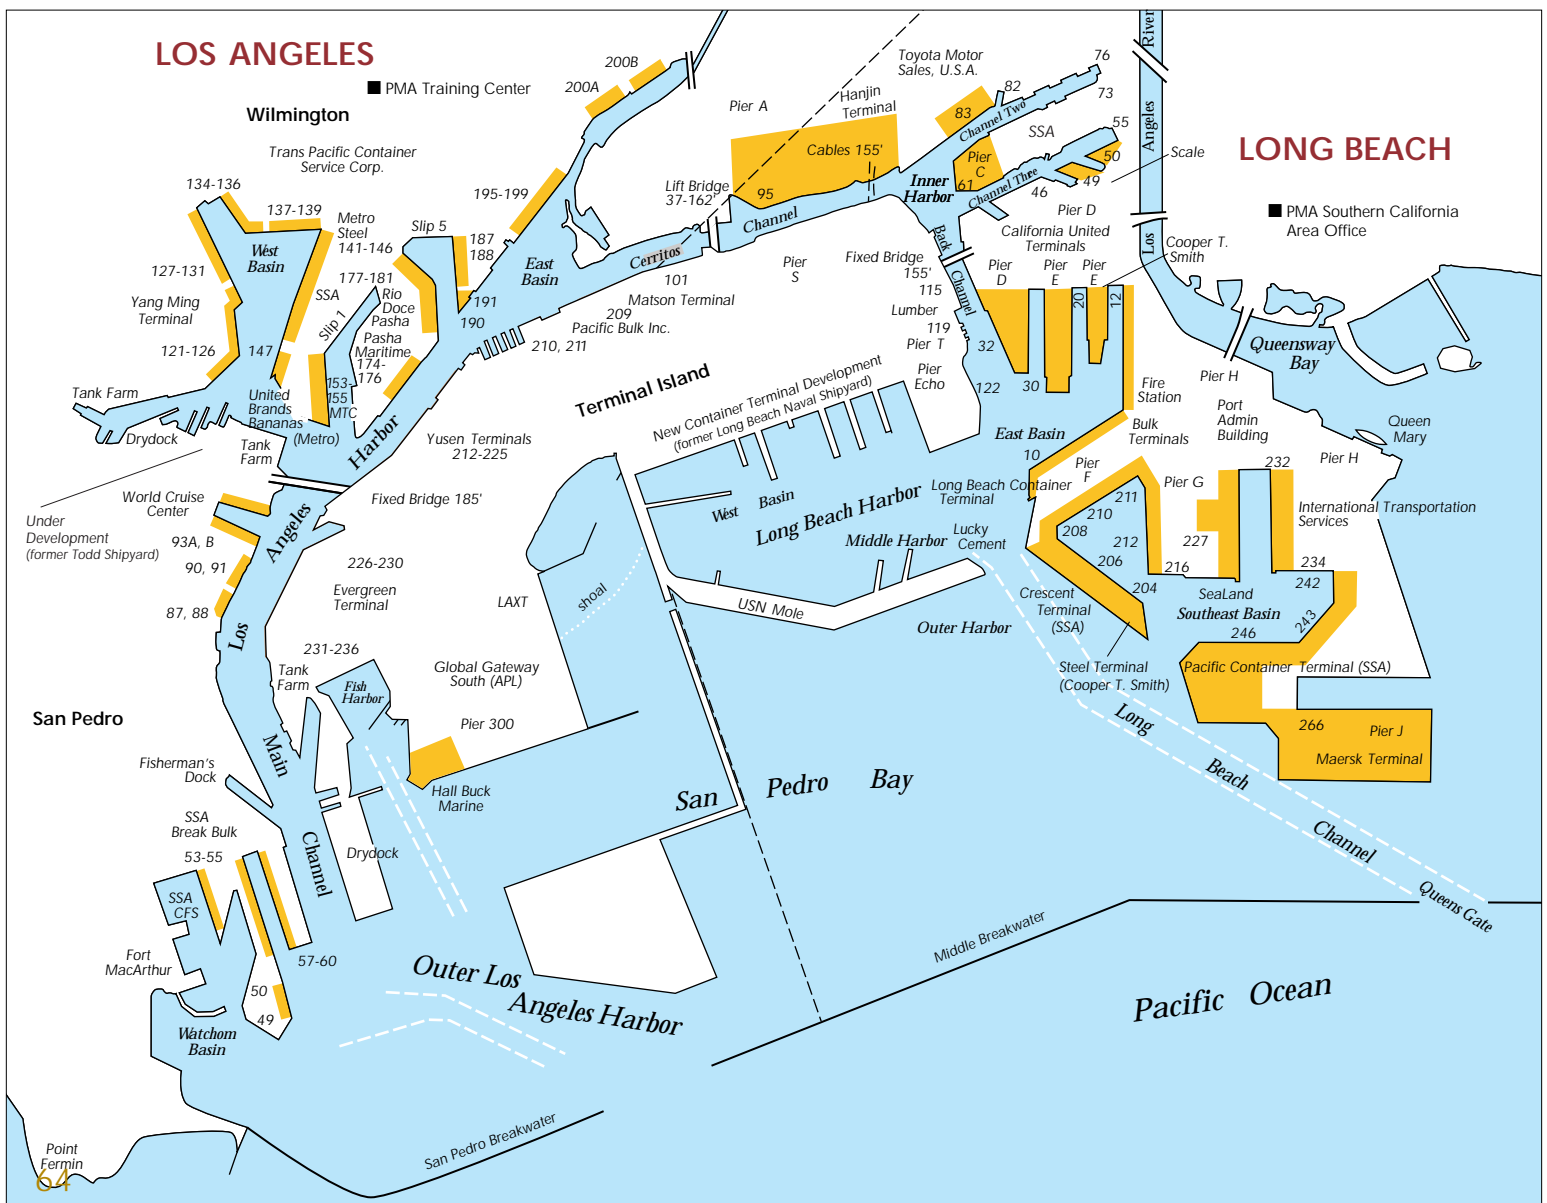 LOS ANGELES
PMA Training Center
Wilmington
Trans Pacific Container
Service Corp.
134-136
137-139
Metro
Steel
141-146
Slip 5
187
188
195-199
200A
200B
West
Basin
127-131
Yang Ming
Terminal
121-126
147
SSA
177-181
Slip 1
Rio
Doce
Pasha
Pasha
Maritime
174-
176
191
190
153-
155
MTC
United
Brands
Bananas
(Metro)
Tank Farm
Drydock
Tank
Farm
East
Basin
210, 211
Pacific Bulk Inc.
209
Matson Terminal
101
Cerritos
Channel
Lift Bridge
37-162'
Pier A
Hanjin
Terminal
Cables 155'
95
Toyota Motor
Sales, U.S.A.
82
83
Channel Two
76
73
SSA
55
50
49
46
Scale
Pier
C
61
Channel Three
Inner
Harbor
River
Angeles
Los
LONG BEACH
PMA Southern California
Area Office
Pier D
California United
Terminals
Cooper T.
Smith
Pier
D
Pier
E
Pier
E
20
12
Back
Channel
Fixed Bridge
155'
115
Pier
S
Lumber
119
Pier T
32
Pier
Echo
122
30
Queensway
Bay
Pier H
Fire
Station
Port
Admin
Building
Bulk
Terminals
Queen
Mary
Pier H
232
East Basin
10
Pier
F
Pier G
211
210
208
212
206
204
227
216
International Transportation
Services
234
242
243
SeaLand
Southeast Basin
246
Long Beach Container
Terminal
Lucky
Cement
Crescent
Terminal
(SSA)
Steel Terminal
(Cooper T. Smith)
Pacific Container Terminal (SSA)
266
Pier J
Maersk Terminal
Terminal Island
New Container Terminal Development
(former Long Beach Naval Shipyard)
West Basin
Long Beach Harbor
Middle Harbor
USN Mole
Outer Harbor
Harbor
Yusen Terminals
212-225
Fixed Bridge 185'
World Cruise
Center
Under
Development
(former Todd Shipyard)
93A, B
90, 91
87, 88
Angeles
Los
226-230
Evergreen
Terminal
LAXT
shoal
231-236
Tank
Farm
Fish
Harbor
Global Gateway
South (APL)
Pier 300
Hall Buck
Marine
San Pedro
Main
Channel
Fisherman's
Dock
SSA
Break Bulk
53-55
SSA
CFS
Drydock
Fort
MacArthur
57-60
50
49
Watchorn
Basin
San Pedro Bay
Long
Beach
Channel
Queens Gate
Middle Breakwater
Outer Los
Angeles Harbor
Pacific Ocean
San Pedro Breakwater
Point
Fermin
64